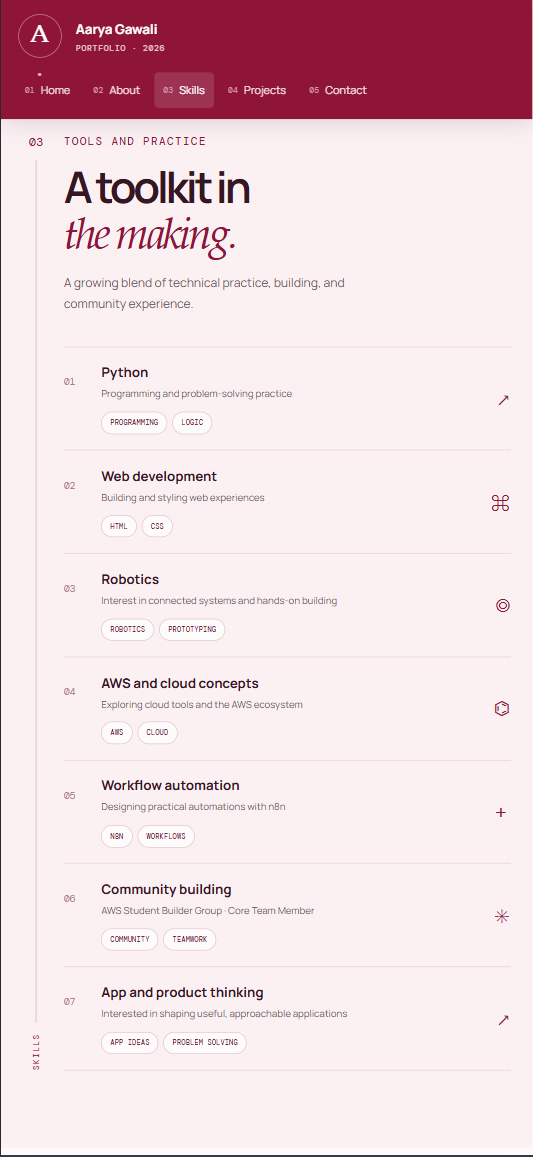 A
Aarya Gawali
PORTFOLIO · 2026
01 Home 02 About 03 Skills 04 Projects 05 Contact
03 TOOLS AND PRACTICE
A toolkit in
the making.
A growing blend of technical practice, building, and
community experience.
01 Python
Programming and problem-solving practice
PROGRAMMING LOGIC
↗
02 Web development
Building and styling web experiences
HTML CSS
⌘
03 Robotics
Interest in connected systems and hands-on building
ROBOTICS PROTOTYPING
◎
04 AWS and cloud concepts
Exploring cloud tools and the AWS ecosystem
AWS CLOUD
⌬
05 Workflow automation
Designing practical automations with n8n
N8N WORKFLOWS
+
06 Community building
AWS Student Builder Group · Core Team Member
COMMUNITY TEAMWORK
✳
07 App and product thinking
Interested in shaping useful, approachable applications
APP IDEAS PROBLEM SOLVING
↗
SKILLS